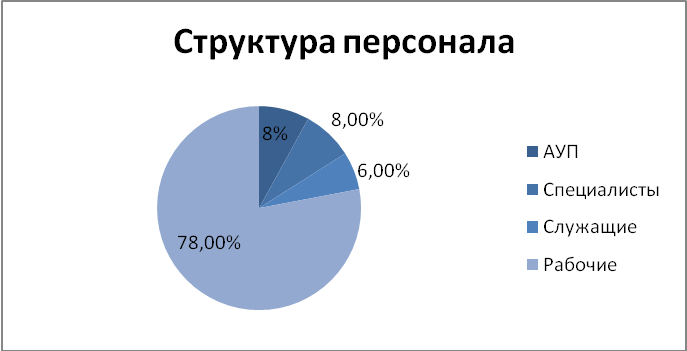 Структура персонала
8%
8,00%
6,00%
78,00%
АУП
Специалисты
Служащие
Рабочие